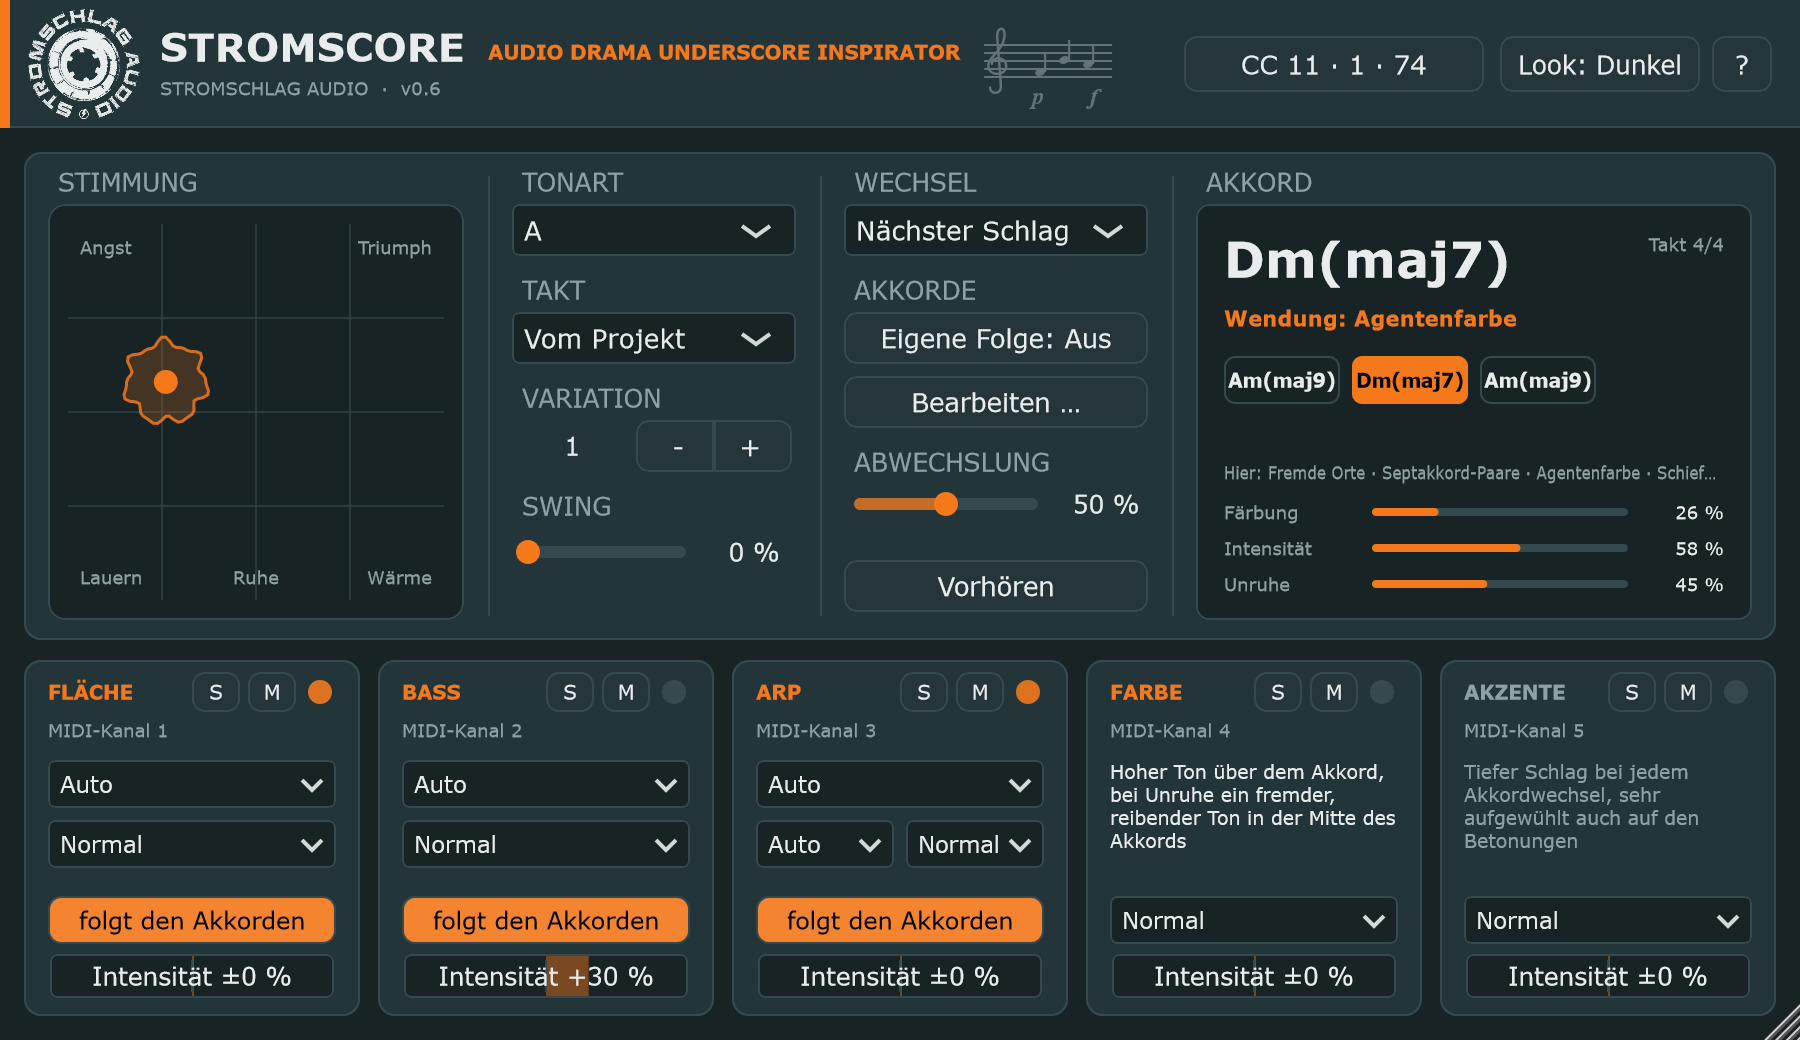 STROMSCHLAG AUDIO
STROMSCORE
AUDIO DRAMA UNDERSCORE INSPIRATOR
STROMSCHLAG AUDIO · v0.6
p f
CC 11 · 1 · 74
Look: Dunkel
?
STIMMUNG
Angst
Triumph
Lauern
Ruhe
Wärme
TONART
A
TAKT
Vom Projekt
VARIATION
1
-
+
SWING
0 %
WECHSEL
Nächster Schlag
AKKORDE
Eigene Folge: Aus
Bearbeiten ...
ABWECHSLUNG
50 %
Vorhören
AKKORD
Dm(maj7)
Takt 4/4
Wendung: Agentenfarbe
Am(maj9)
Dm(maj7)
Am(maj9)
Hier: Fremde Orte · Septakkord-Paare · Agentenfarbe · Schief...
Färbung 26 %
Intensität 58 %
Unruhe 45 %
FLÄCHE S M
MIDI-Kanal 1
Auto
Normal
folgt den Akkorden
Intensität ±0 %
BASS S M
MIDI-Kanal 2
Auto
Normal
folgt den Akkorden
Intensität +30 %
ARP S M
MIDI-Kanal 3
Auto
Auto
Normal
folgt den Akkorden
Intensität ±0 %
FARBE S M
MIDI-Kanal 4
Hoher Ton über dem Akkord,
bei Unruhe ein fremder,
reibender Ton in der Mitte des
Akkords
Normal
Intensität ±0 %
AKZENTE S M
MIDI-Kanal 5
Tiefer Schlag bei jedem
Akkordwechsel, sehr
aufgewühlt auch auf den
Betonungen
Normal
Intensität ±0 %